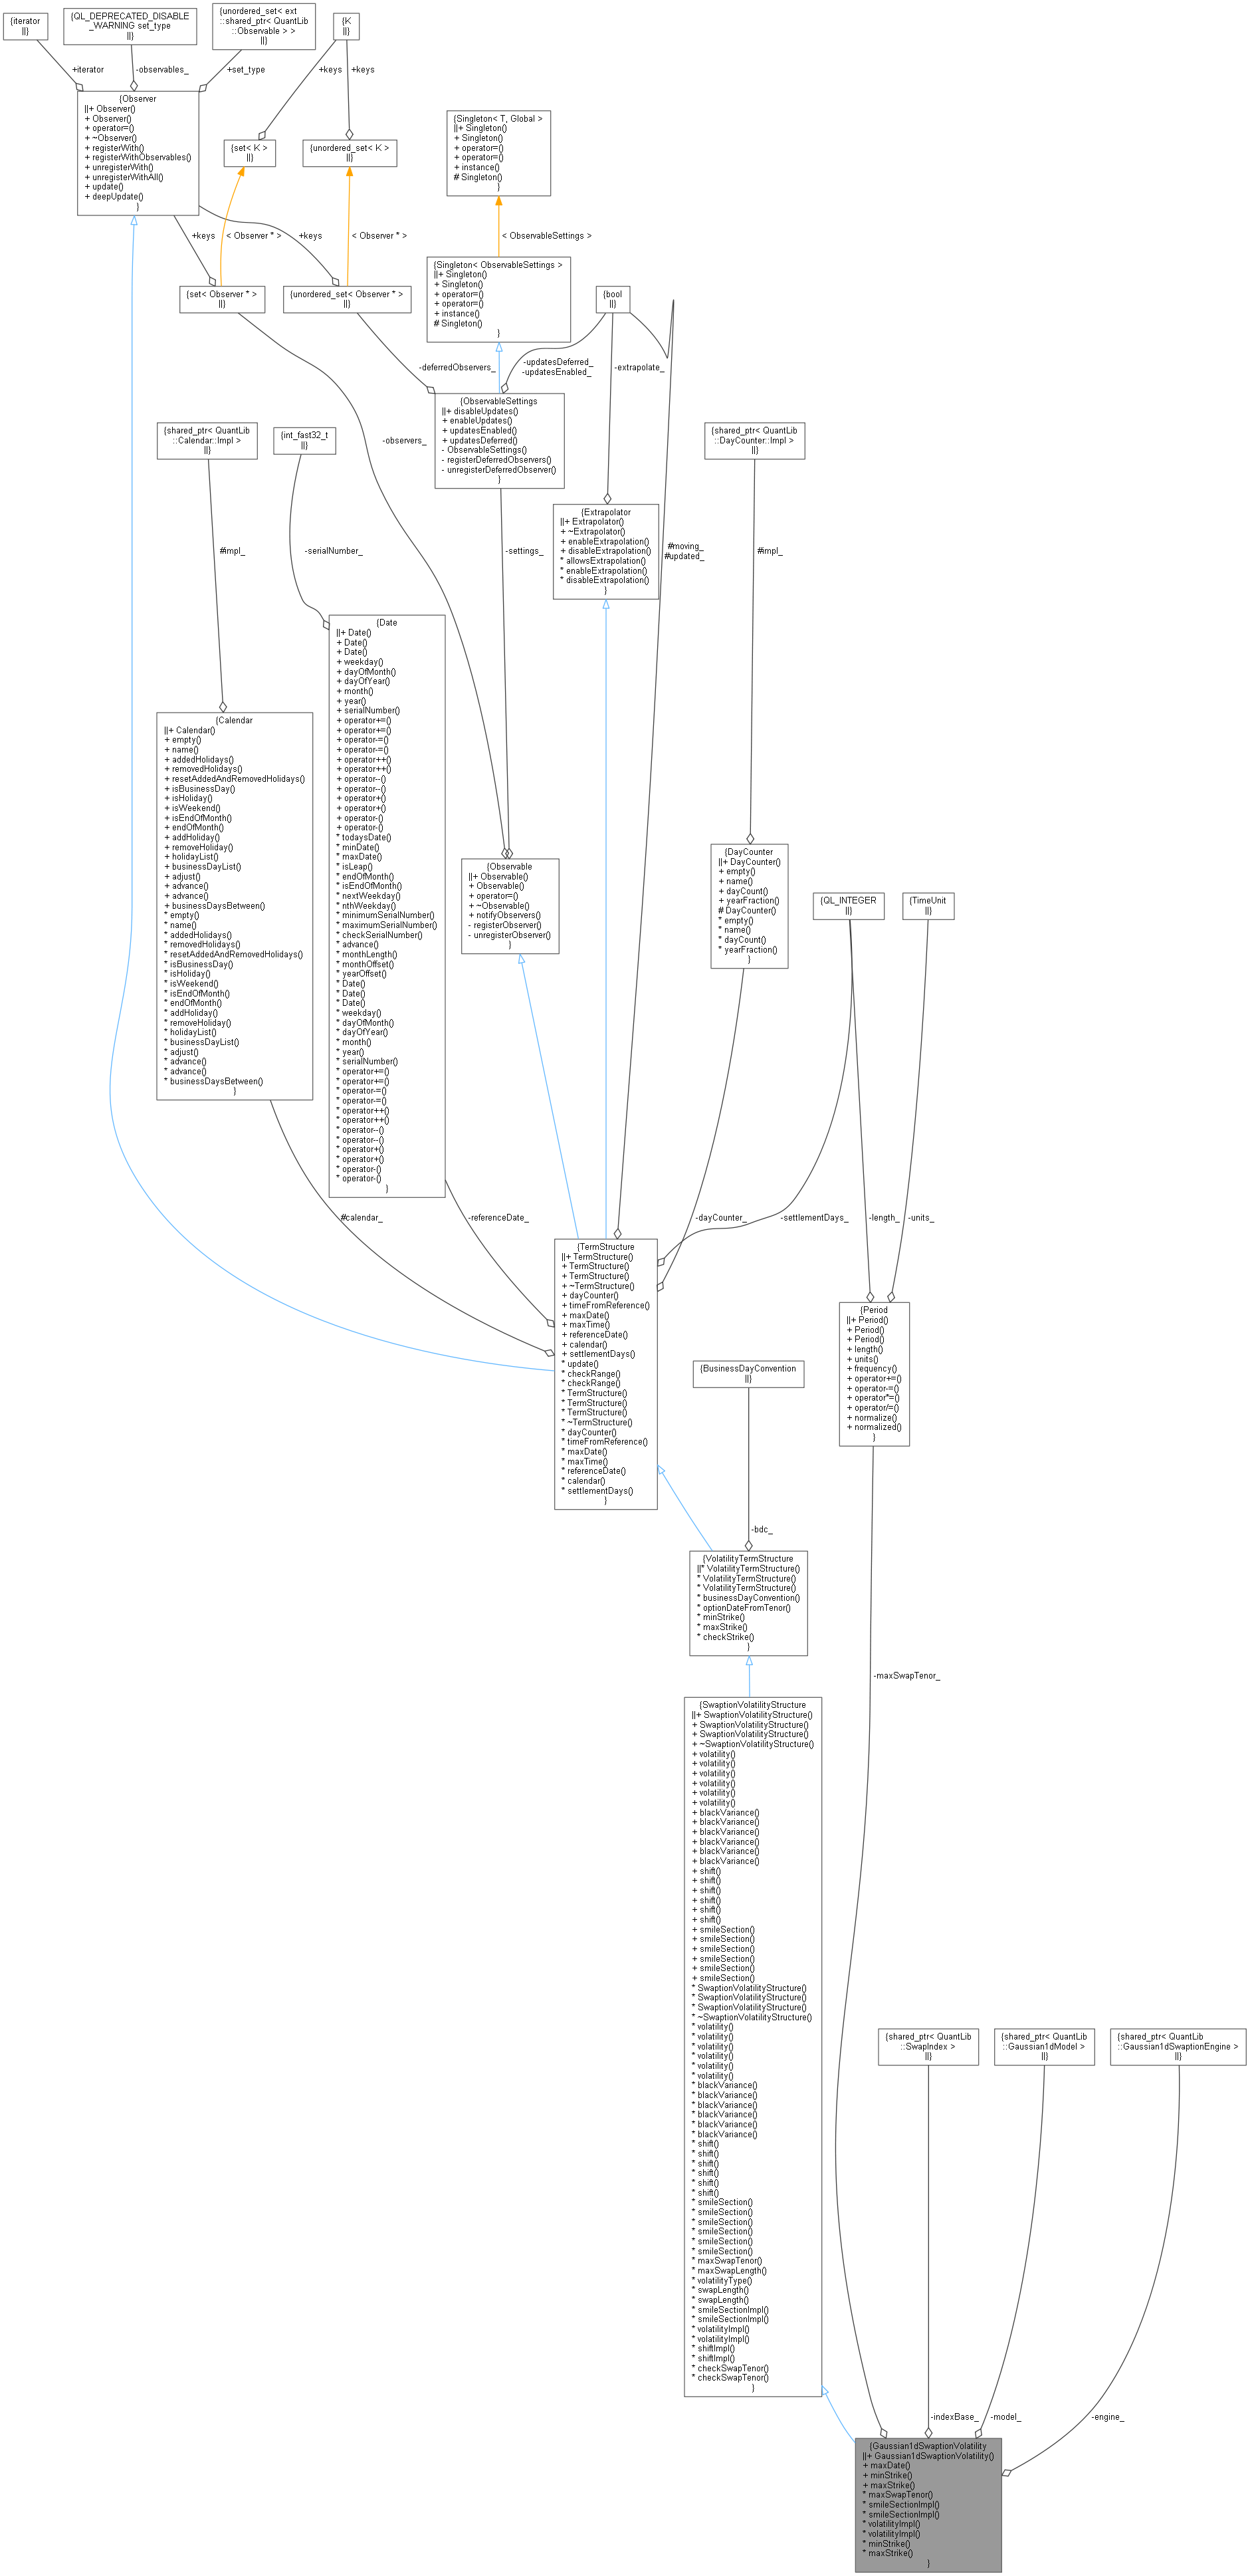 {iterator
||}
{QL_DEPRECATED_DISABLE
_WARNING set_type
||}
{unordered_set< ext
::shared_ptr< QuantLib
::Observable > >
||}
{K
||}
+iterator
-observables_
+set_type
+keys
+keys
{Observer
||+ Observer()
+ Observer()
+ operator=()
+ ~Observer()
+ registerWith()
+ registerWithObservables()
+ unregisterWith()
+ unregisterWithAll()
+ update()
+ deepUpdate()
}
{set< K >
||}
{unordered_set< K >
||}
{Singleton< T, Global >
||+ Singleton()
+ Singleton()
+ operator=()
+ operator=()
+ instance()
# Singleton()
}
+keys
< Observer * >
+keys
< Observer * >
< ObservableSettings >
{set< Observer * >
||}
{unordered_set< Observer * >
||}
{Singleton< ObservableSettings >
||+ Singleton()
+ Singleton()
+ operator=()
+ operator=()
+ instance()
# Singleton()
}
{bool
||}
-deferredObservers_
-updatesDeferred_
-updatesEnabled_
-extrapolate_
{ObservableSettings
||+ disableUpdates()
+ enableUpdates()
+ updatesEnabled()
+ updatesDeferred()
- ObservableSettings()
- registerDeferredObservers()
- unregisterDeferredObserver()
}
{shared_ptr< QuantLib
::Calendar::Impl >
||}
{int_fast32_t
||}
-observers_
{shared_ptr< QuantLib
::DayCounter::Impl >
||}
{Extrapolator
||+ Extrapolator()
+ ~Extrapolator()
+ enableExtrapolation()
+ disableExtrapolation()
* allowsExtrapolation()
* enableExtrapolation()
* disableExtrapolation()
}
#impl_
-serialNumber_
-settings_
#moving_
#updated_
#impl_
{Date
||+ Date()
+ Date()
+ Date()
+ weekday()
+ dayOfMonth()
+ dayOfYear()
+ month()
+ year()
+ serialNumber()
+ operator+=()
+ operator+=()
+ operator-=()
+ operator-=()
+ operator++()
+ operator++()
+ operator--()
+ operator--()
+ operator+()
+ operator+()
+ operator-()
+ operator-()
* todaysDate()
* minDate()
* maxDate()
* isLeap()
* endOfMonth()
* isEndOfMonth()
* nextWeekday()
* nthWeekday()
* minimumSerialNumber()
* maximumSerialNumber()
* checkSerialNumber()
* advance()
* monthLength()
* monthOffset()
* yearOffset()
* Date()
* Date()
* Date()
* weekday()
* dayOfMonth()
* dayOfYear()
* month()
* year()
* serialNumber()
* operator+=()
* operator+=()
* operator-=()
* operator-=()
* operator++()
* operator++()
* operator--()
* operator--()
* operator+()
* operator+()
* operator-()
* operator-()
}
{Calendar
||+ Calendar()
+ empty()
+ name()
+ addedHolidays()
+ removedHolidays()
+ resetAddedAndRemovedHolidays()
+ isBusinessDay()
+ isHoliday()
+ isWeekend()
+ isEndOfMonth()
+ endOfMonth()
+ addHoliday()
+ removeHoliday()
+ holidayList()
+ businessDayList()
+ adjust()
+ advance()
+ advance()
+ businessDaysBetween()
* empty()
* name()
* addedHolidays()
* removedHolidays()
* resetAddedAndRemovedHolidays()
* isBusinessDay()
* isHoliday()
* isWeekend()
* isEndOfMonth()
* endOfMonth()
* addHoliday()
* removeHoliday()
* holidayList()
* businessDayList()
* adjust()
* advance()
* advance()
* businessDaysBetween()
}
{Observable
||+ Observable()
+ Observable()
+ operator=()
+ ~Observable()
+ notifyObservers()
- registerObserver()
- unregisterObserver()
}
{DayCounter
||+ DayCounter()
+ empty()
+ name()
+ dayCount()
+ yearFraction()
# DayCounter()
* empty()
* name()
* dayCount()
* yearFraction()
}
{QL_INTEGER
||}
{TimeUnit
||}
#calendar_
-referenceDate_
-dayCounter_
-settlementDays_
-length_
-units_
{TermStructure
||+ TermStructure()
+ TermStructure()
+ TermStructure()
+ ~TermStructure()
+ dayCounter()
+ timeFromReference()
+ maxDate()
+ maxTime()
+ referenceDate()
+ calendar()
+ settlementDays()
* update()
* checkRange()
* checkRange()
* TermStructure()
* TermStructure()
* TermStructure()
* ~TermStructure()
* dayCounter()
* timeFromReference()
* maxDate()
* maxTime()
* referenceDate()
* calendar()
* settlementDays()
}
{Period
||+ Period()
+ Period()
+ Period()
+ length()
+ units()
+ frequency()
+ operator+=()
+ operator-=()
+ operator*=()
+ operator/=()
+ normalize()
+ normalized()
}
{BusinessDayConvention
||}
-bdc_
{VolatilityTermStructure
||* VolatilityTermStructure()
* VolatilityTermStructure()
* VolatilityTermStructure()
* businessDayConvention()
* optionDateFromTenor()
* minStrike()
* maxStrike()
* checkStrike()
}
-maxSwapTenor_
{SwaptionVolatilityStructure
||+ SwaptionVolatilityStructure()
+ SwaptionVolatilityStructure()
+ SwaptionVolatilityStructure()
+ ~SwaptionVolatilityStructure()
+ volatility()
+ volatility()
+ volatility()
+ volatility()
+ volatility()
+ volatility()
+ blackVariance()
+ blackVariance()
+ blackVariance()
+ blackVariance()
+ blackVariance()
+ blackVariance()
+ shift()
+ shift()
+ shift()
+ shift()
+ shift()
+ shift()
+ smileSection()
+ smileSection()
+ smileSection()
+ smileSection()
+ smileSection()
+ smileSection()
* SwaptionVolatilityStructure()
* SwaptionVolatilityStructure()
* SwaptionVolatilityStructure()
* ~SwaptionVolatilityStructure()
* volatility()
* volatility()
* volatility()
* volatility()
* volatility()
* volatility()
* blackVariance()
* blackVariance()
* blackVariance()
* blackVariance()
* blackVariance()
* blackVariance()
* shift()
* shift()
* shift()
* shift()
* shift()
* shift()
* smileSection()
* smileSection()
* smileSection()
* smileSection()
* smileSection()
* smileSection()
* maxSwapTenor()
* maxSwapLength()
* volatilityType()
* swapLength()
* swapLength()
* smileSectionImpl()
* smileSectionImpl()
* volatilityImpl()
* volatilityImpl()
* shiftImpl()
* shiftImpl()
* checkSwapTenor()
* checkSwapTenor()
}
{shared_ptr< QuantLib
::SwapIndex >
||}
{shared_ptr< QuantLib
::Gaussian1dModel >
||}
{shared_ptr< QuantLib
::Gaussian1dSwaptionEngine >
||}
-indexBase_
-model_
-engine_
{Gaussian1dSwaptionVolatility
||+ Gaussian1dSwaptionVolatility()
+ maxDate()
+ minStrike()
+ maxStrike()
* maxSwapTenor()
* smileSectionImpl()
* smileSectionImpl()
* volatilityImpl()
* volatilityImpl()
* minStrike()
* maxStrike()
}